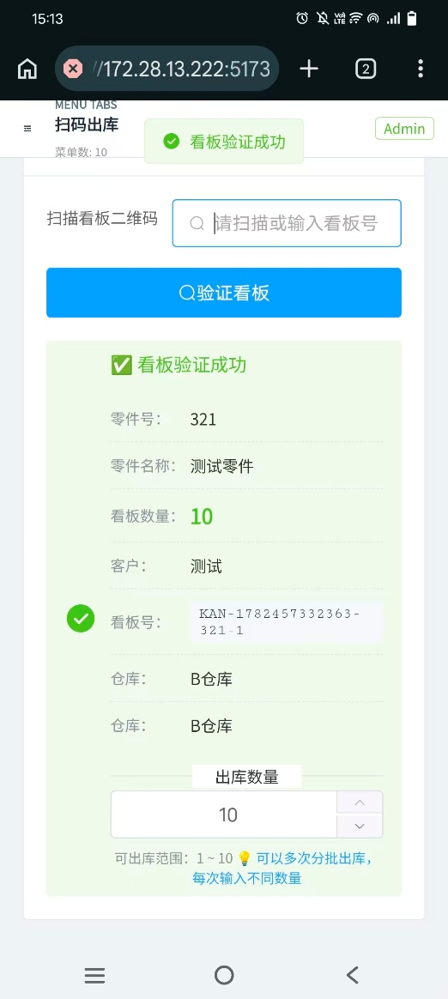 15:13
Vo)) LTE
//172.28.13.222:5173
2
MENU TABS
扫码出库
菜单数: 10
看板验证成功
Admin
扫描看板二维码
请扫描或输入看板号
验证看板
✅ 看板验证成功
零件号： 321
零件名称： 测试零件
看板数量： 10
客户： 测试
看板号： KAN-1782457332363-
321-1
仓库： B仓库
仓库： B仓库
出库数量
10
可出库范围：1 ~ 10 💡 可以多次分批出库，
每次输入不同数量